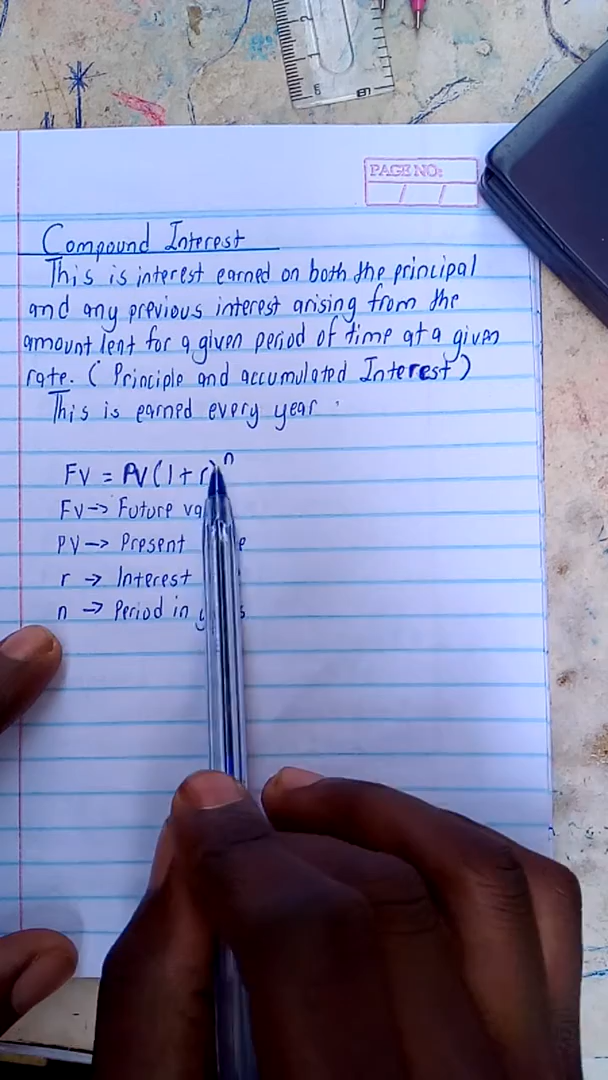 PAGE NO:
Compound Interest
This is interest earned on both the principal
and any previous interest arising from the
amount lent for a given period of time at a given
rate. ( Principle and accumulated Interest )
This is earned every year .
FV = PV ( 1 + r ) n
FV -> Future
PV -> Present
r -> Interest
n -> Period in